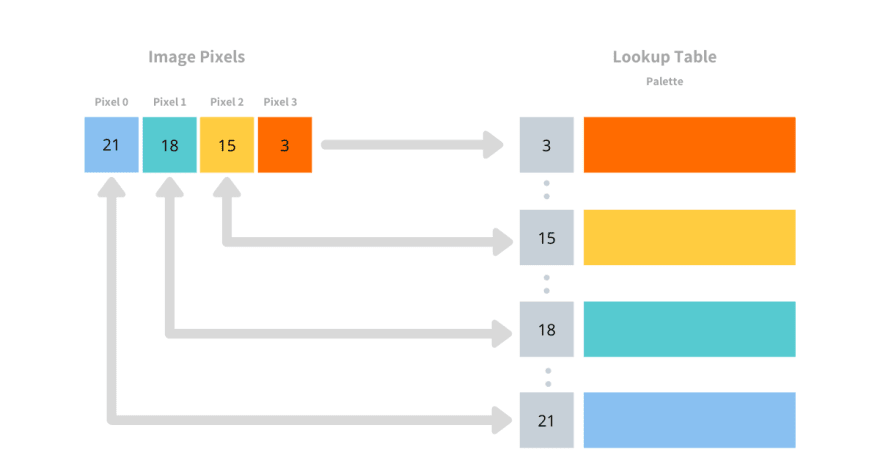 Image Pixels
Lookup Table
Palette
Pixel 0 Pixel 1 Pixel 2 Pixel 3
21 18 15 3
3
15
18
21